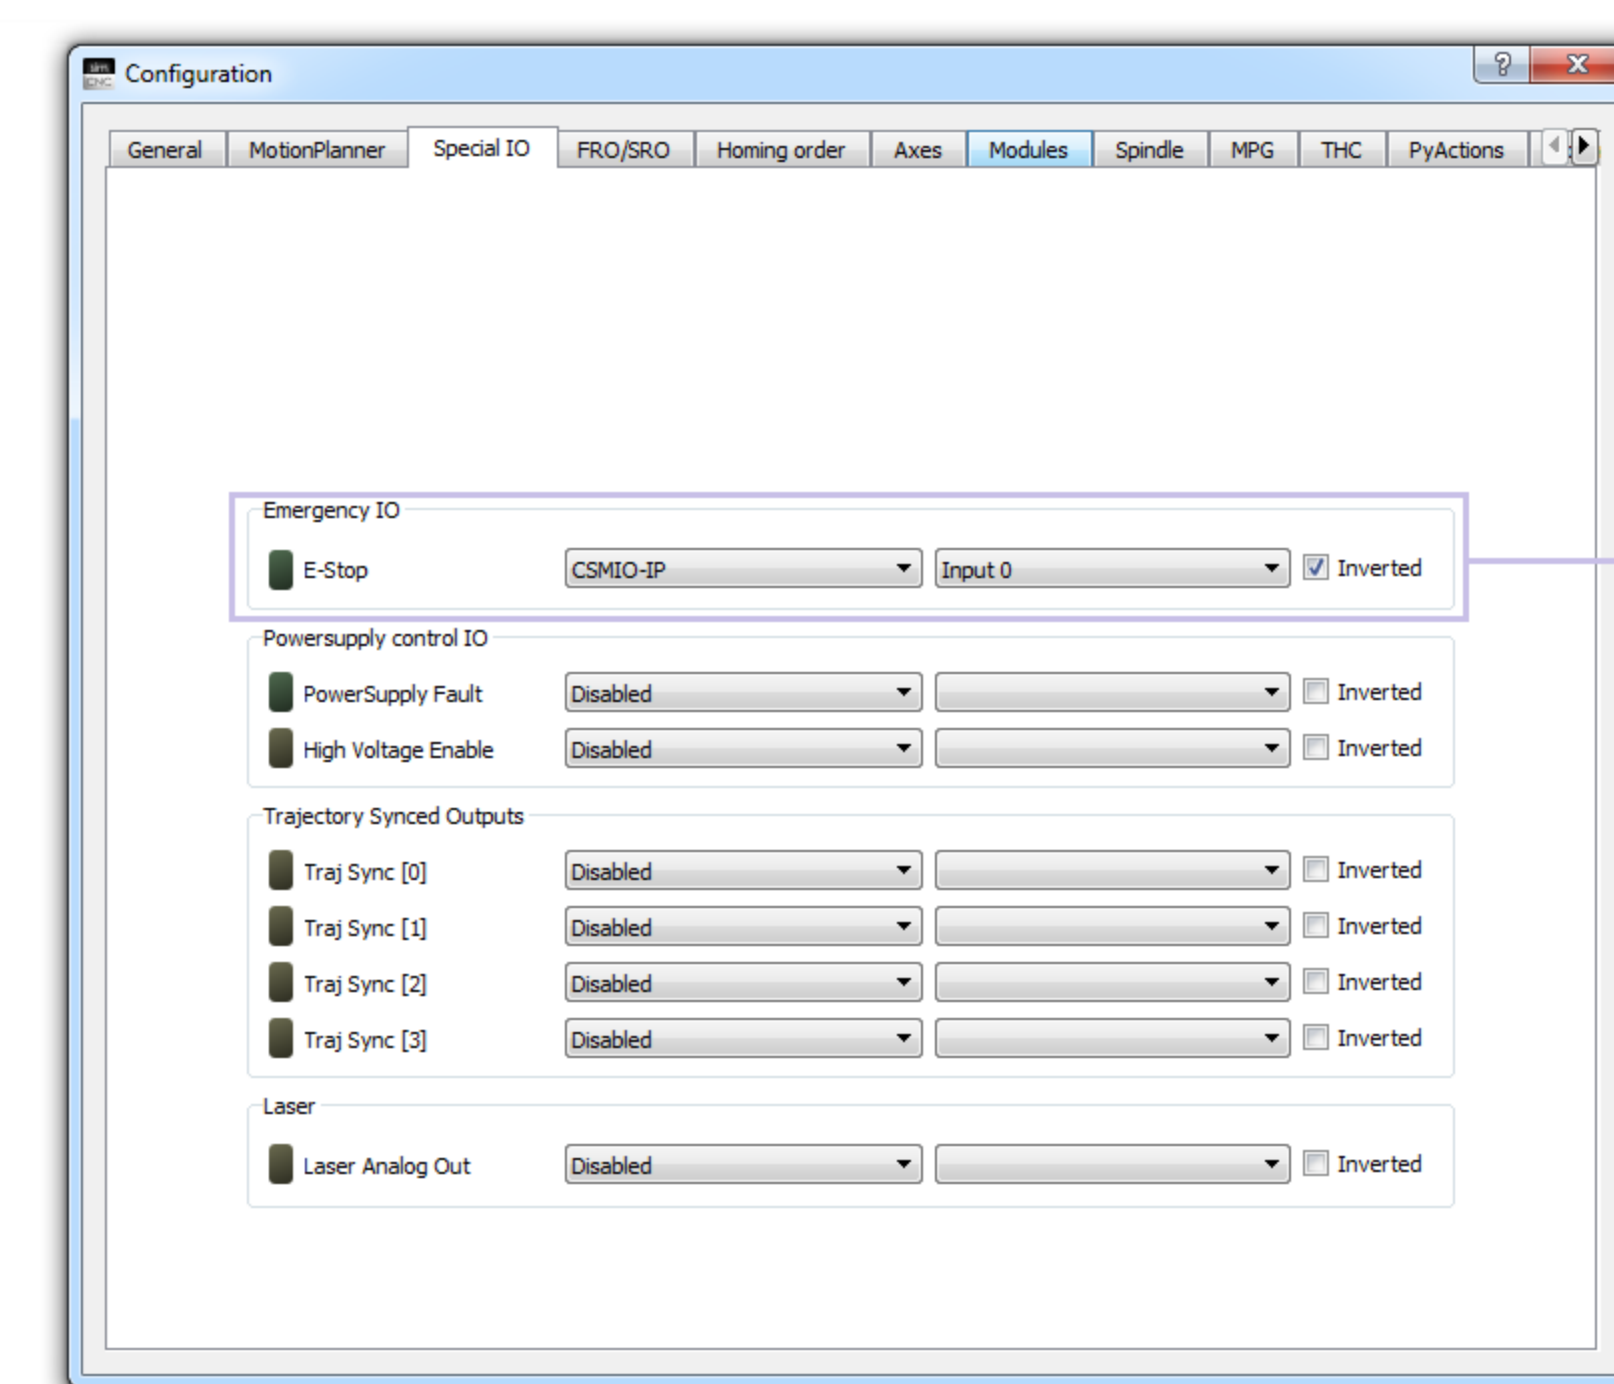 sim CNC Configuration
General MotionPlanner Special IO FRO/SRO Homing order Axes Modules Spindle MPG THC PyActions
Emergency IO
E-Stop CSMIO-IP Input 0 Inverted
Powersupply control IO
PowerSupply Fault Disabled Inverted
High Voltage Enable Disabled Inverted
Trajectory Synced Outputs
Traj Sync [0] Disabled Inverted
Traj Sync [1] Disabled Inverted
Traj Sync [2] Disabled Inverted
Traj Sync [3] Disabled Inverted
Laser
Laser Analog Out Disabled Inverted